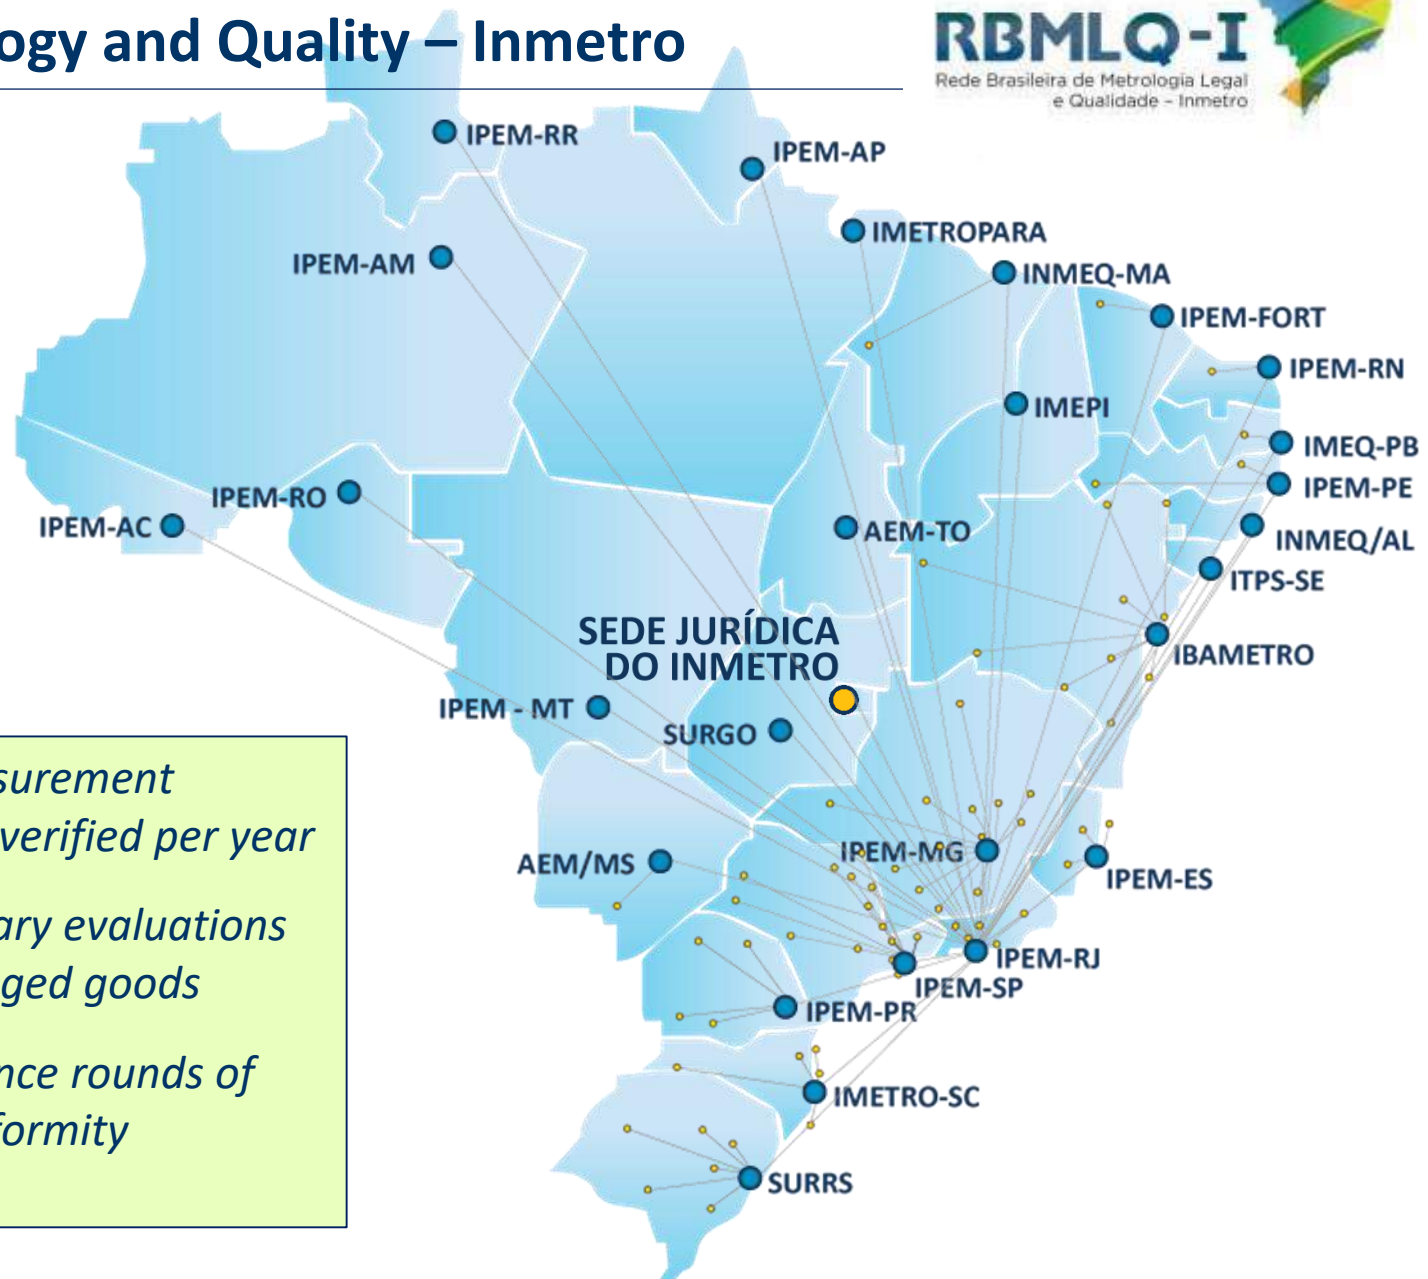 ogy and Quality – Inmetro
RBMLQ-I
Rede Brasileira de Metrologia Legal
e Qualidade - Inmetro
IPEM-RR
IPEM-AP
IMETROPARA
IPEM-AM
INMEQ-MA
IPEM-FORT
IPEM-RN
IMEPI
IMEQ-PB
IPEM-PE
IPEM-RO
IPEM-AC
AEM-TO
INMEQ/AL
ITPS-SE
SEDE JURÍDICA
DO INMETRO
IBAMETRO
IPEM - MT
SURGO
surement
verified per year
AEM/MS
IPEM-MG
IPEM-ES
ary evaluations
ged goods
IPEM-RJ
IPEM-SP
IPEM-PR
nce rounds of
formity
IMETRO-SC
SURRS